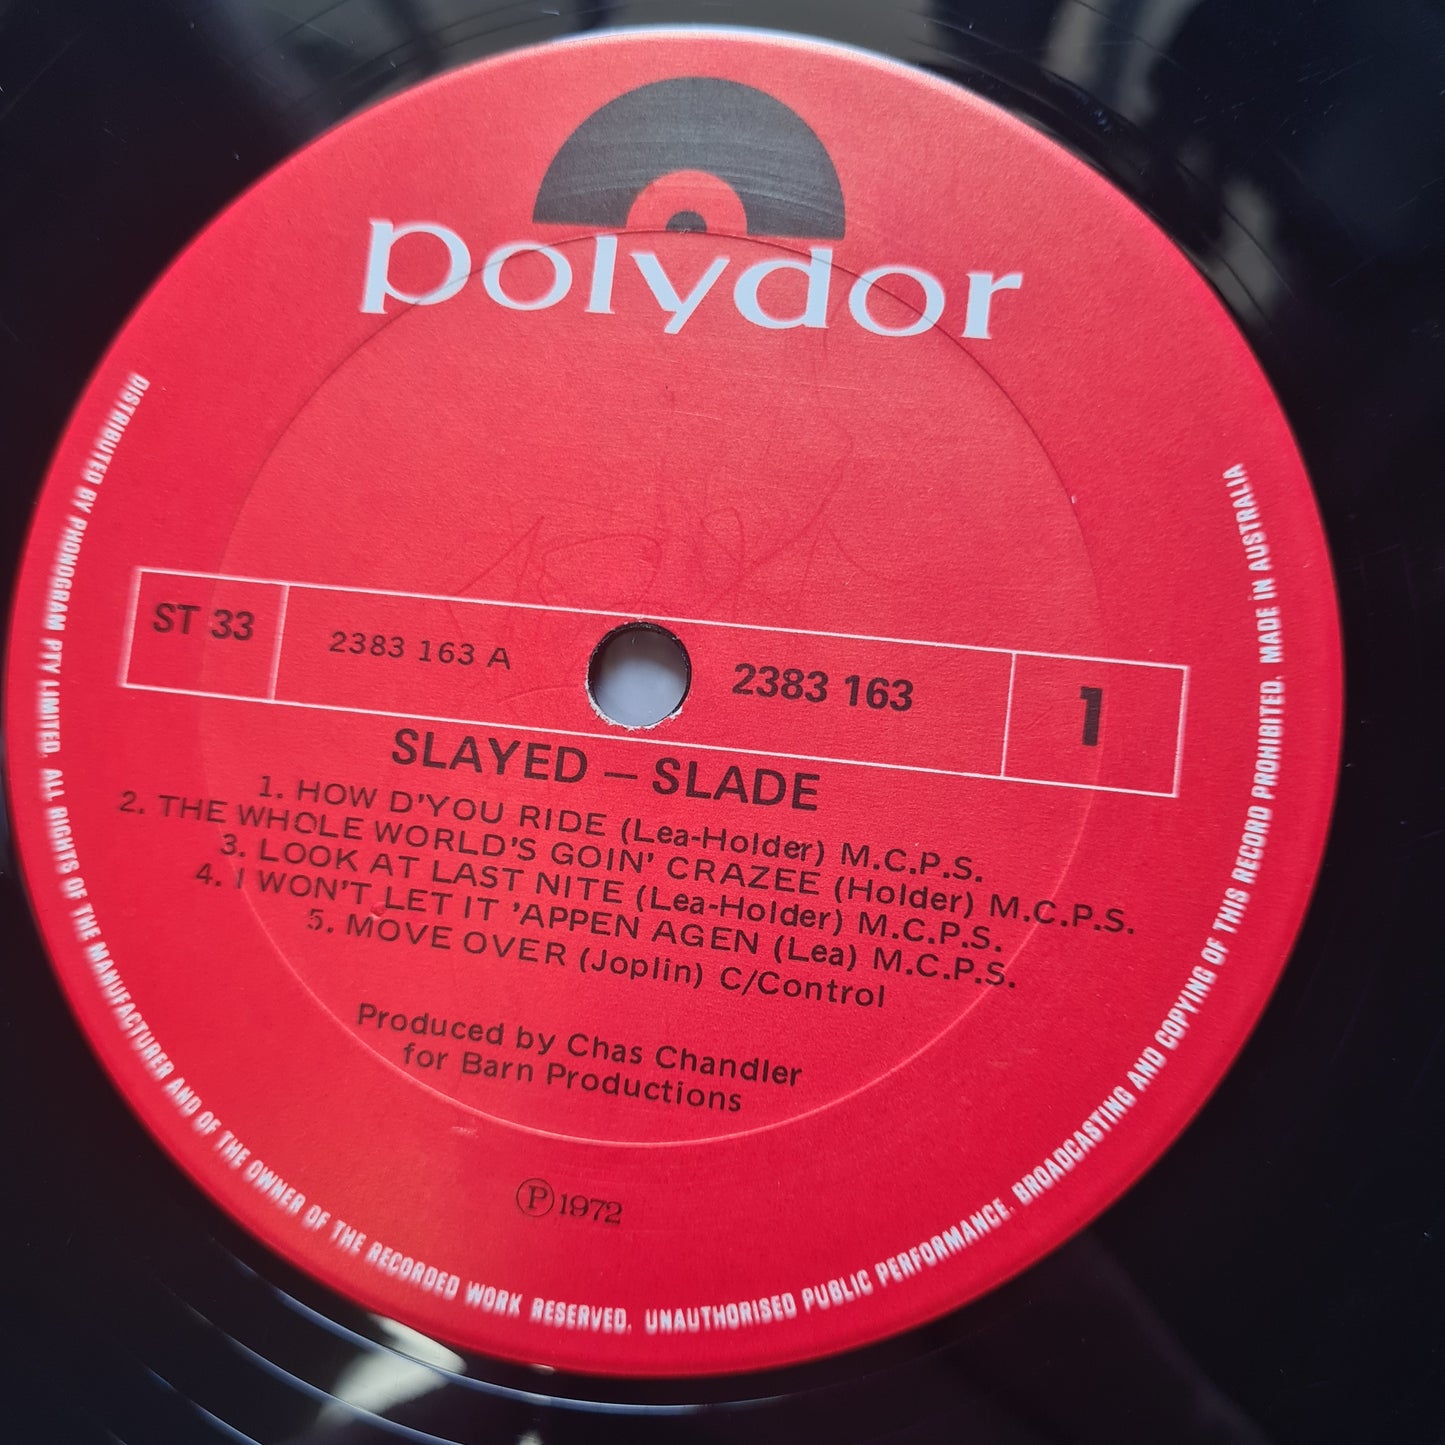 polydor
ST 33
2383 163 A
2383 163
1
SLAYED – SLADE
1. HOW D'YOU RIDE (Lea-Holder) M.C.P.S.
2. THE WHOLE WORLD'S GOIN' CRAZEE (Holder) M.C.P.S.
3. LOOK AT LAST NITE (Lea-Holder) M.C.P.S.
4. I WON'T LET IT 'APPEN AGEN (Lea) M.C.P.S.
5. MOVE OVER (Joplin) C/Control
Produced by Chas Chandler
for Barn Productions
Ⓟ 1972
DISTRIBUTED BY PHONOGRAM PTY LIMITED. ALL RIGHTS OF THE MANUFACTURER AND OF THE OWNER OF THE RECORDED WORK RESERVED. UNAUTHORISED PUBLIC PERFORMANCE, BROADCASTING AND COPYING OF THIS RECORD PROHIBITED. MADE IN AUSTRALIA